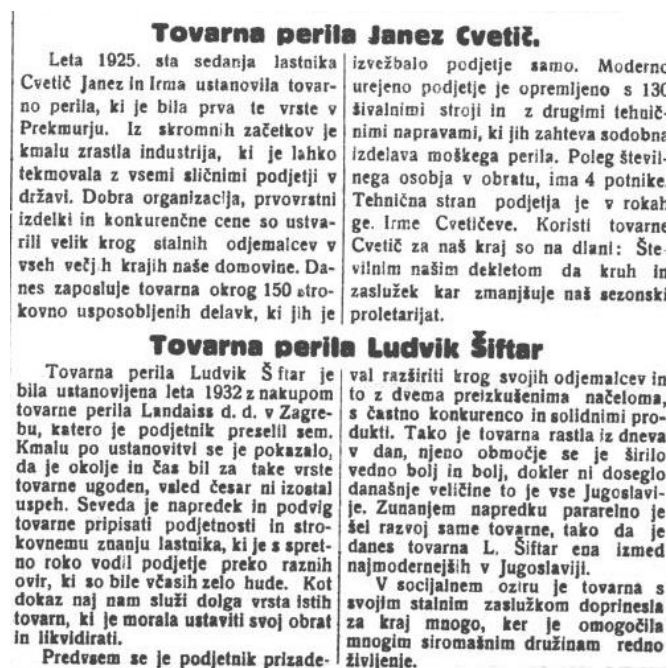 Tovarna perila Janez Cvetič.
Leta 1925. sta sedanja lastnika
Cvetič Janez in Irma ustanovila tovar-
no perila, ki je bila prva te vrste v
Prekmurju. Iz skromnih začetkov je
kmalu zrastla industrija, ki je lahko
tekmovala z vsemi sličnimi podjetji v
državi. Dobra organizacija, prvovrstni
izdelki in konkurenčne cene so ustva-
rili velik krog stalnih odjemalcev v
vseh večjih krajih naše domovine. Da-
nes zaposluje tovarna okrog 150 stro-
kovno usposobljenih delavk, ki jih je
izvežbalo podjetje samo. Moderno
urejeno podjetje je opremljeno s 130
šivalnimi stroji in z drugimi tehnič-
nimi napravami, ki jih zahteva sodobna
izdelava moškega perila. Poleg štévil-
nega osobja v obratu, ima 4 potnike.
Tehnična stran podjetja je v rokah
ge. Irme Cvetičeve. Koristi tovarne
Cvetič za naš kraj so na dlani: Šte-
vilnim našim dekletom da kruh in
zaslužek kar zmanjšuje naš sezonski
proletarijat.
Tovarna perila Ludvik Šiftar
Tovarna perila Ludvik Šiftar je
bila ustanovljena leta 1932 z nakupom
tovarne perila Landaiss d. d. v Zagre-
bu, katero je podjetnik preselil sem.
Kmalu po ustanovitvi se je pokazalo,
da je okolje in čas bil za take vrste
tovarne ugoden, vsled česar ni izostal
uspeh. Seveda je napredek in podvig
tovarne pripisati podjetnosti in stro-
kovnemu znanju lastnika, ki je s spret-
no roko vodil podjetje preko raznih
ovir, ki so bile včasih zelo hude. Kot
dokaz naj nam služi dolga vrsta istih
tovarn, ki je morala ustaviti svoj obrat
in likvidirati.
Predvsem se je podjetnik prizade-
val razširiti krog svojih odjemalcev in
to z dvema preizkušenima načeloma,
s častno konkurenco in solidnimi pro-
dukti. Tako je tovarna rastla iz dneva
v dan, njeno območje se je širilo
vedno bolj in bolj, dokler ni doseglo
današnje veličine to je vse Jugoslavi-
je. Zunanjem napredku pararelno je
šel razvoj same tovarne, tako da je
danes tovarna L. Šiftar ena izmed
najmodernejših v Jugoslaviji.
V socijalnem oziru je tovarna s
svojim stalnim zaslužkom doprinesla
za kraj mnogo, ker je omogočila
mnogim siromašnim družinam redno
življenje.